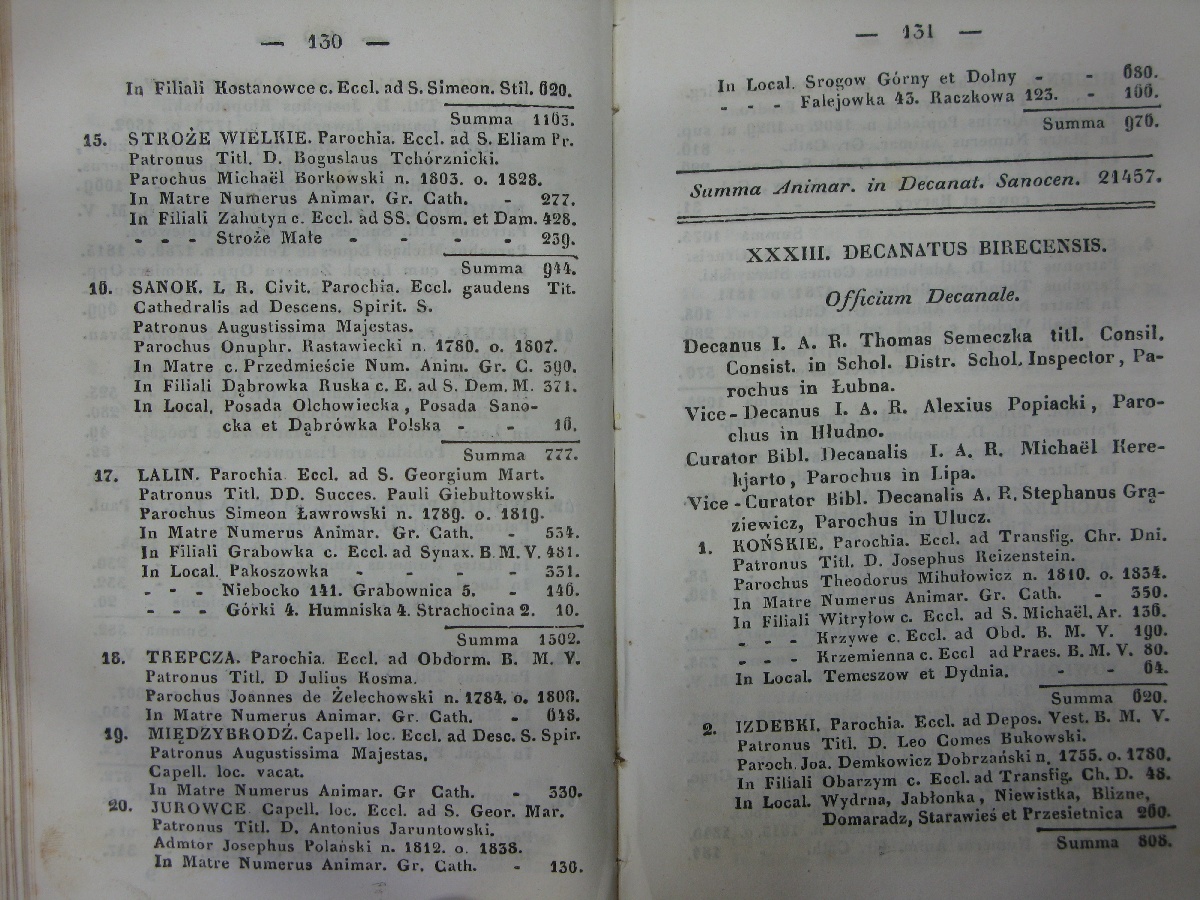 — 130 —
In Filiali Kostanowce c. Eccl. ad S. Simeon. Stil. 620.
Summa 1103.
15. STROŻE WIELKIE. Parochia. Eccl. ad S. Eliam Pr.
Patronus Titl. D. Boguslaus Tchórznicki.
Parochus Michaël Borkowski n. 1803. o. 1828.
In Matre Numerus Animar. Gr. Cath. - 277.
In Filiali Zahutyn c. Eccl. ad SS. Cosm. et Dam. 428.
- - - Stroże Małe - - - - 239.
Summa 944.
16. SANOK. L R. Civit. Parochia. Eccl. gaudens Tit.
Cathedralis ad Descens. Spirit. S.
Patronus Augustissima Majestas.
Parochus Onuphr. Rastawiecki n. 1780. o. 1807.
In Matre c. Przedmieście Num. Anim. Gr. C. 390.
In Filiali Dąbrowka Ruska c. E. ad S. Dem. M. 371.
In Local. Posada Olchowiecka, Posada Sano-
cka et Dąbrówka Polska - - 16.
Summa 777.
17. LALIN. Parochia. Eccl. ad S. Georgium Mart.
Patronus Titl. DD. Succes. Pauli Giebułtowski.
Parochus Simeon Ławrowski n. 1789. o. 1819.
In Matre Numerus Animar. Gr. Cath. - 534.
In Filiali Grabowka c. Eccl. ad Synax. B. M. V. 481.
In Local. Pakoszowka - - - - 331.
- - - Niebocko 141. Grabownica 5. - 146.
- - - Górki 4. Humniska 4. Strachocina 2. 10.
Summa 1502.
18. TREPCZA. Parochia. Eccl. ad Obdorm. B. M. V.
Patronus Titl. D Julius Kosma.
Parochus Joannes de Żelechowski n. 1784. o. 1808.
In Matre Numerus Animar. Gr. Cath. - 648.
19. MIĘDZYBRODŹ. Capell. loc. Eccl. ad Desc. S. Spir.
Patronus Augustissima Majestas.
Capell. loc. vacat.
In Matre Numerus Animar. Gr Cath. - 330.
20. JUROWCE Capell. loc. Eccl. ad S. Geor. Mar.
Patronus Titl. D. Antonius Jaruntowski.
Admtor Josephus Polański n. 1812. o. 1838.
In Matre Numerus Animar. Gr. Cath. - 130.
— 131 —
In Local. Srogow Górny et Dolny - - 680.
- - - Falejowka 43. Raczkowa 123. - 166.
Summa 976.
Summa Animar. in Decanat. Sanocen. 21457.
XXXIII. DECANATUS BIRECENSIS.
Officium Decanale.
Decanus I. A. R. Thomas Semeczka titl. Consil.
Consist. in Schol. Distr. Schol. Inspector, Pa-
rochus in Łubna.
Vice-Decanus I. A. R. Alexius Popiacki, Paro-
chus in Hłudno.
Curator Bibl. Decanalis I. A. R. Michaël Kere-
kjarto, Parochus in Lipa.
Vice-Curator Bibl. Decanalis A. R. Stephanus Grą-
ziewicz, Parochus in Ulucz.
1. KOŃSKIE. Parochia. Eccl. ad Transfig. Chr. Dni.
Patronus Titl. D. Josephus Reizenstein.
Parochus Theodorus Mihułowicz n. 1810. o. 1834.
In Matre Numerus Animar. Gr. Cath. - 350.
In Filiali Witryłow c. Eccl. ad S. Michaël. Ar. 136.
- - - Krzywe c. Eccl. ad Obd. B. M. V. 190.
- - - Krzemienna c. Eccl ad Praes. B. M. V. 80.
In Local. Temeszow et Dydnia. - - 64.
Summa 620.
2. IZDEBKI. Parochia. Eccl. ad Depos. Vest. B. M. V.
Patronus Titl. D. Leo Comes Bukowski.
Paroch. Joa. Demkowicz Dobrzański n. 1755. o. 1780.
In Filiali Obarzym c. Eccl. ad Transfig. Ch. D. 48.
In Local. Wydrna, Jabłonka, Niewistka, Blizne,
Domaradz, Starawieś et Przesietnica 260.
Summa 808.